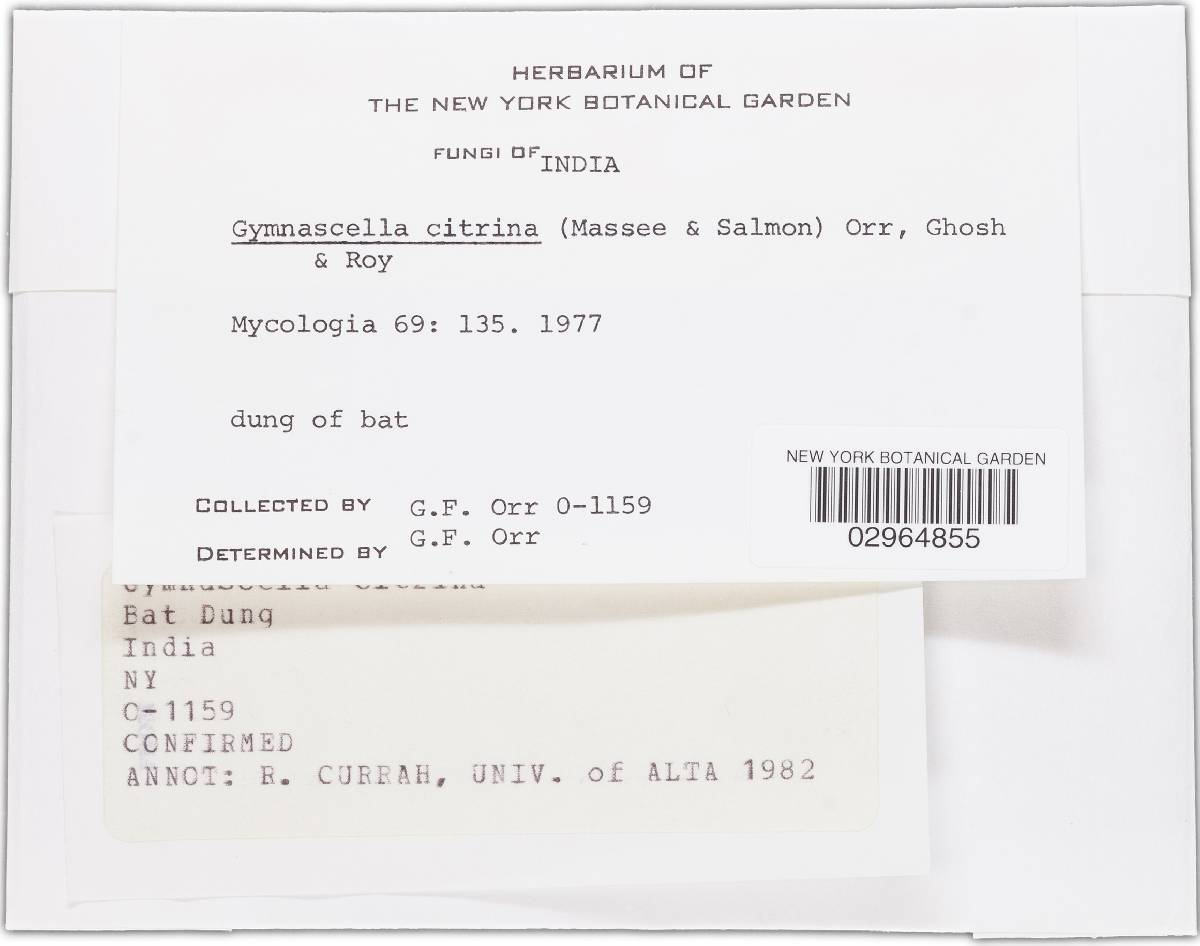 HERBARIUM OF
THE NEW YORK BOTANICAL GARDEN
FUNGI OF INDIA
Gymnascella citrina (Massee & Salmon) Orr, Ghosh
& Roy
Mycologia 69: 135. 1977
dung of bat
NEW YORK BOTANICAL GARDEN
02964855
COLLECTED BY G.F. Orr O-1159
DETERMINED BY G.F. Orr
Gymnascella citrina
Bat Dung
India
NY
O-1159
CONFIRMED
ANNOT: R. CURRAH, UNIV. of ALTA 1982